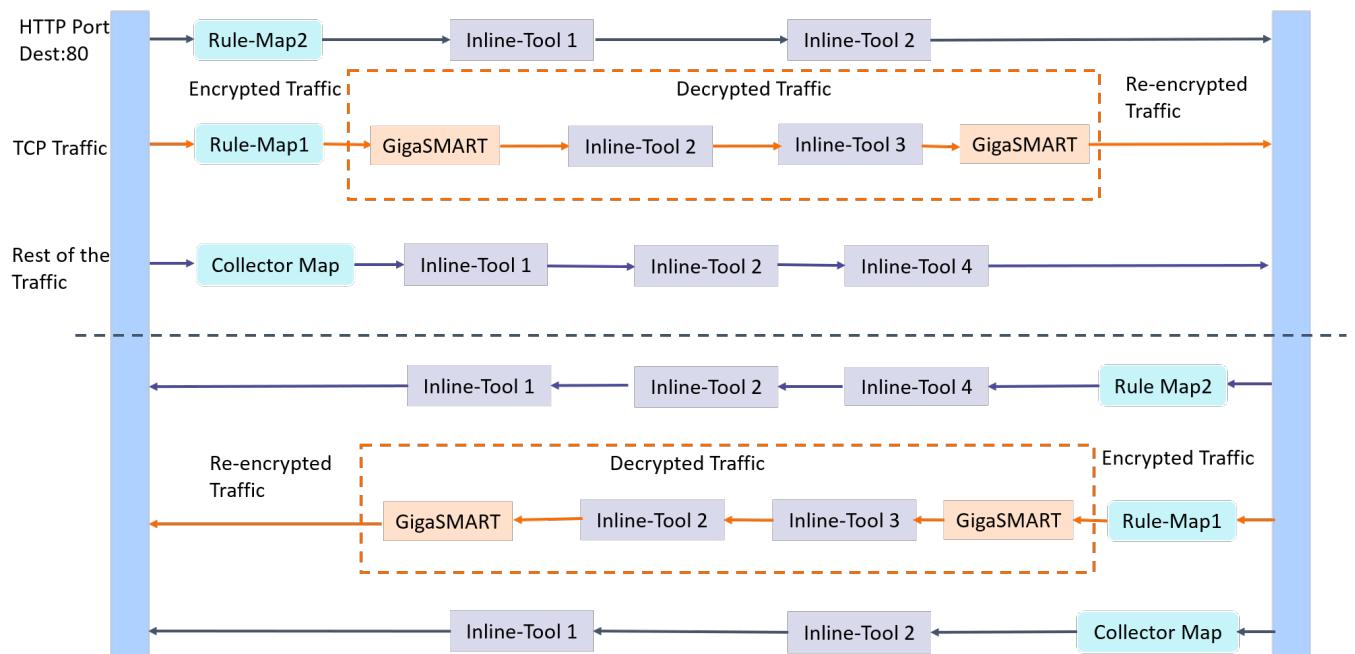 HTTP Port
Dest:80
Rule-Map2
Inline-Tool 1
Inline-Tool 2
Encrypted Traffic
Decrypted Traffic
Re-encrypted
Traffic
TCP Traffic
Rule-Map1
GigaSMART
Inline-Tool 2
Inline-Tool 3
GigaSMART
Rest of the
Traffic
Collector Map
Inline-Tool 1
Inline-Tool 2
Inline-Tool 4
Inline-Tool 1
Inline-Tool 2
Inline-Tool 4
Rule Map2
Re-encrypted
Traffic
Decrypted Traffic
Encrypted Traffic
GigaSMART
Inline-Tool 2
Inline-Tool 3
GigaSMART
Rule-Map1
Inline-Tool 1
Inline-Tool 2
Collector Map